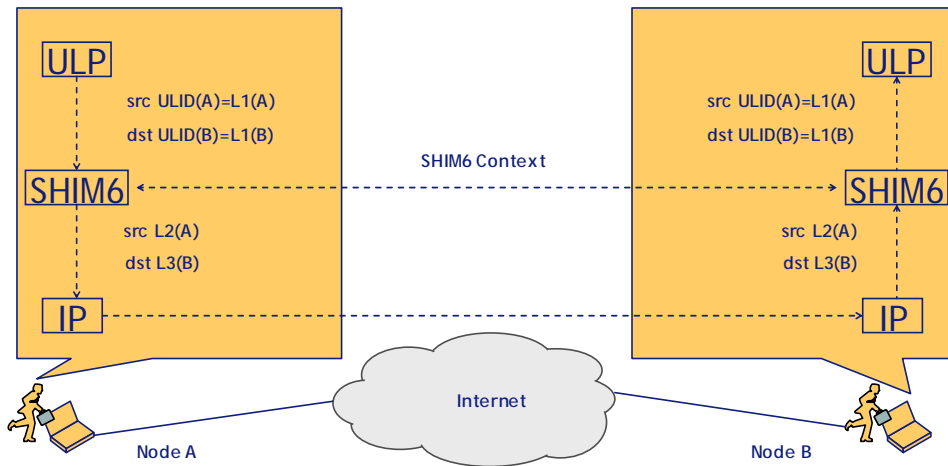 ULP
src ULID(A)=L1(A)
dst ULID(B)=L1(B)
SHIM6
src L2(A)
dst L3(B)
IP
SHIM6 Context
ULP
src ULID(A)=L1(A)
dst ULID(B)=L1(B)
SHIM6
src L2(A)
dst L3(B)
IP
Internet
Node A
Node B